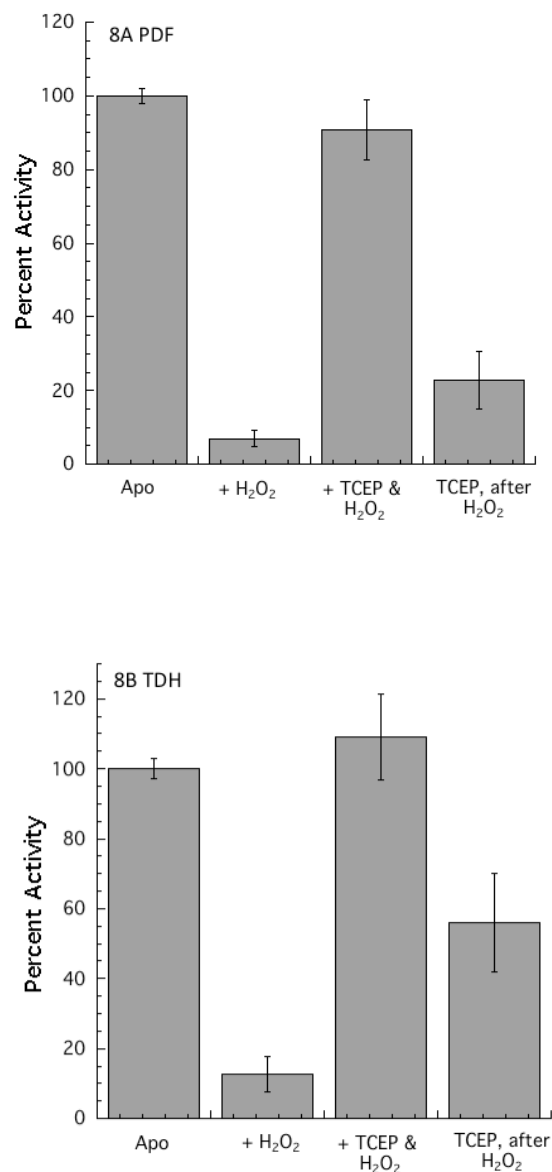 8A PDF
Percent Activity
120
100
80
60
40
20
0
Apo
+ H₂O₂
+ TCEP &
H₂O₂
TCEP, after
H₂O₂
8B TDH
Percent Activity
120
100
80
60
40
20
0
Apo
+ H₂O₂
+ TCEP &
H₂O₂
TCEP, after
H₂O₂